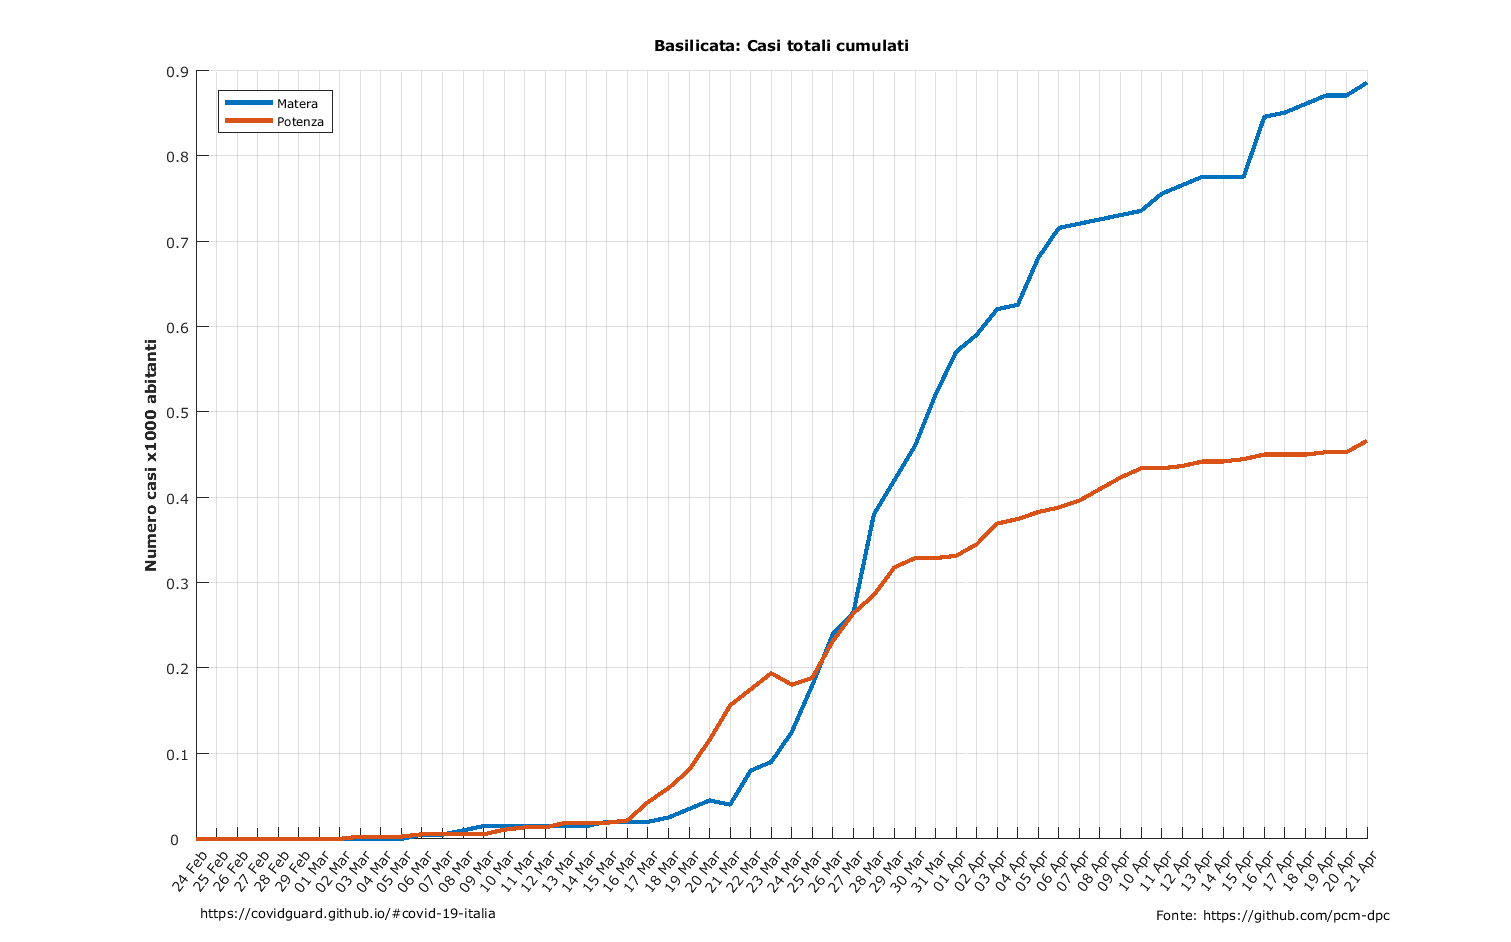 Basilicata: Casi totali cumulati
Matera
Potenza
Numero casi x1000 abitanti
0.9
0.8
0.7
0.6
0.5
0.4
0.3
0.2
0.1
0
24 Feb
25 Feb
26 Feb
27 Feb
28 Feb
29 Feb
01 Mar
02 Mar
03 Mar
04 Mar
05 Mar
06 Mar
07 Mar
08 Mar
09 Mar
10 Mar
11 Mar
12 Mar
13 Mar
14 Mar
15 Mar
16 Mar
17 Mar
18 Mar
19 Mar
20 Mar
21 Mar
22 Mar
23 Mar
24 Mar
25 Mar
26 Mar
27 Mar
28 Mar
29 Mar
30 Mar
31 Mar
01 Apr
02 Apr
03 Apr
04 Apr
05 Apr
06 Apr
07 Apr
08 Apr
09 Apr
10 Apr
11 Apr
12 Apr
13 Apr
14 Apr
15 Apr
16 Apr
17 Apr
18 Apr
19 Apr
20 Apr
21 Apr
https://covidguard.github.io/#covid-19-italia
Fonte: https://github.com/pcm-dpc